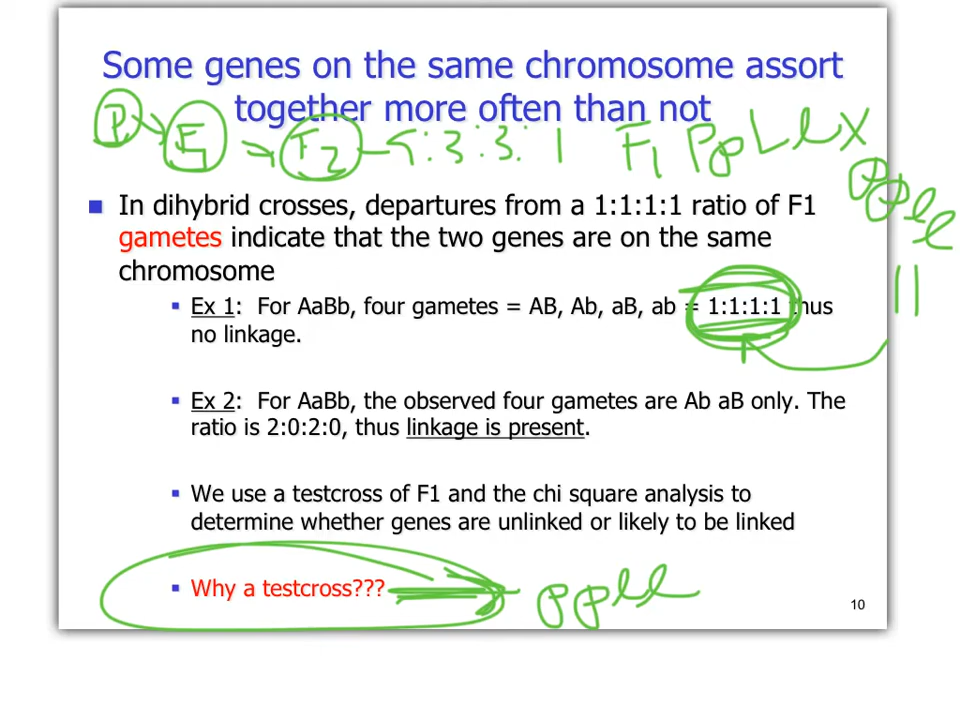 Some genes on the same chromosome assort
together more often than not
P F1 F2 9:3:3:1 F1 PpLl x
ppll
In dihybrid crosses, departures from a 1:1:1:1 ratio of F1
gametes indicate that the two genes are on the same
chromosome
Ex 1: For AaBb, four gametes = AB, Ab, aB, ab = 1:1:1:1 thus
no linkage.
Ex 2: For AaBb, the observed four gametes are Ab aB only. The
ratio is 2:0:2:0, thus linkage is present.
We use a testcross of F1 and the chi square analysis to
determine whether genes are unlinked or likely to be linked
Why a testcross??? ppll
10